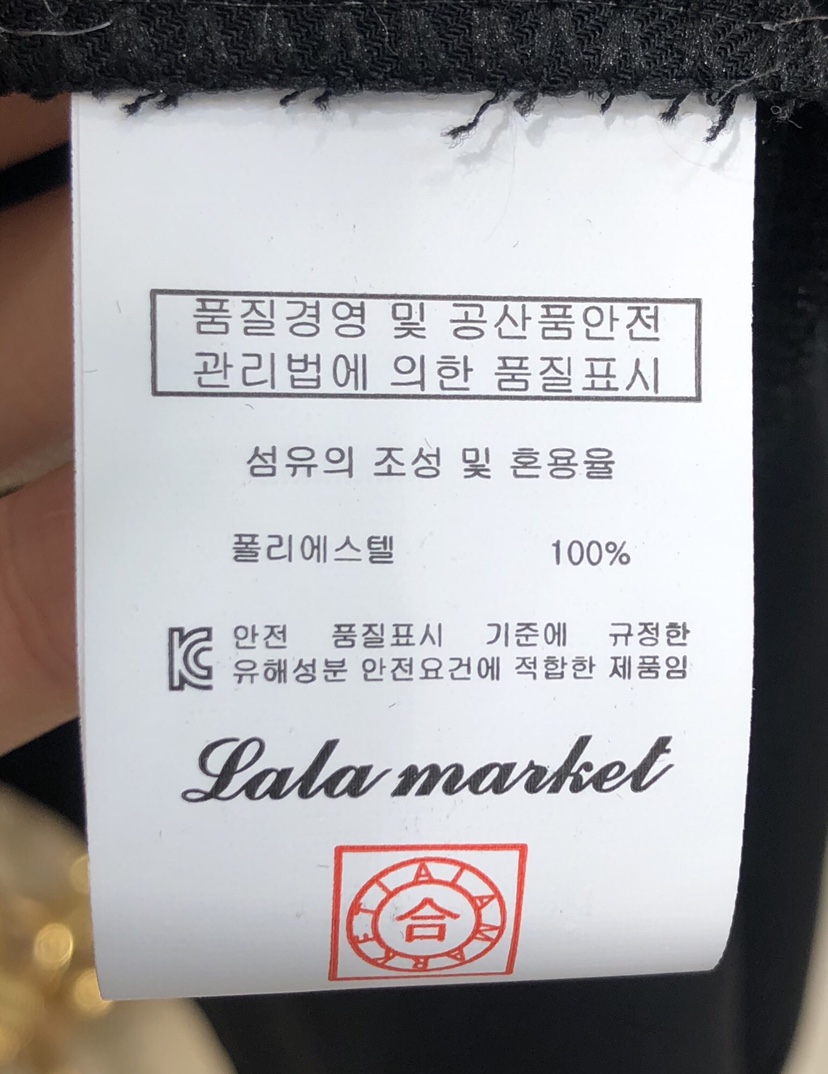 품질경영 및 공산품안전
관리법에 의한 품질표시
섬유의 조성 및 혼용율
폴리에스텔 100%
안전 품질표시 기준에 규정한
유해성분 안전요건에 적합한 제품임
Lala market
合